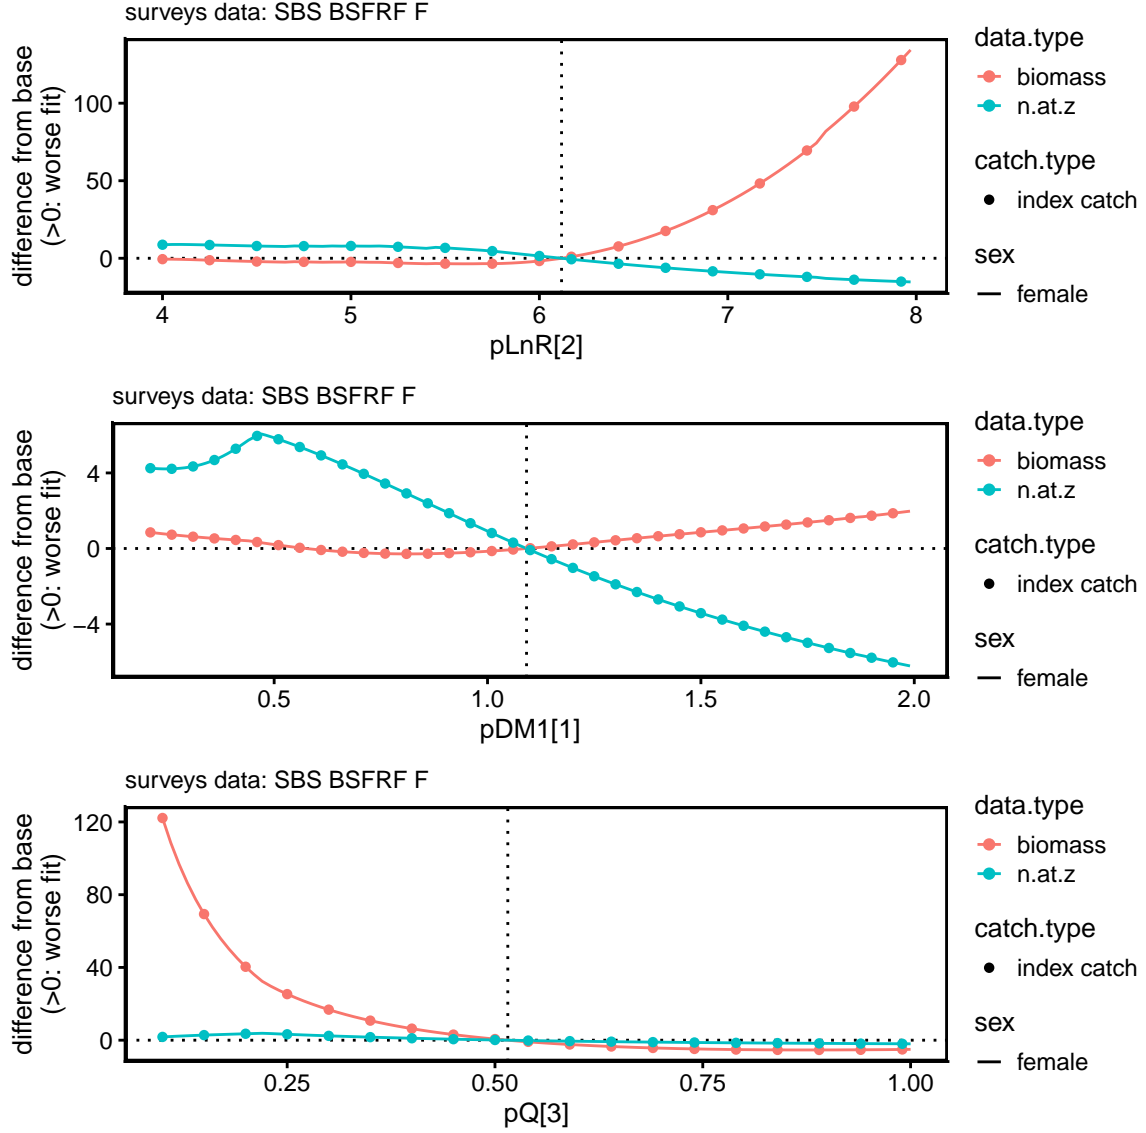 surveys data: SBS BSFRF F
difference from base
(>0: worse fit)
100
50
0
4
5
6
7
8
pLnR[2]
data.type
biomass
n.at.z
catch.type
index catch
sex
female
surveys data: SBS BSFRF F
difference from base
(>0: worse fit)
4
0
−4
0.5
1.0
1.5
2.0
pDM1[1]
data.type
biomass
n.at.z
catch.type
index catch
sex
female
surveys data: SBS BSFRF F
difference from base
(>0: worse fit)
120
80
40
0
0.25
0.50
0.75
1.00
pQ[3]
data.type
biomass
n.at.z
catch.type
index catch
sex
female